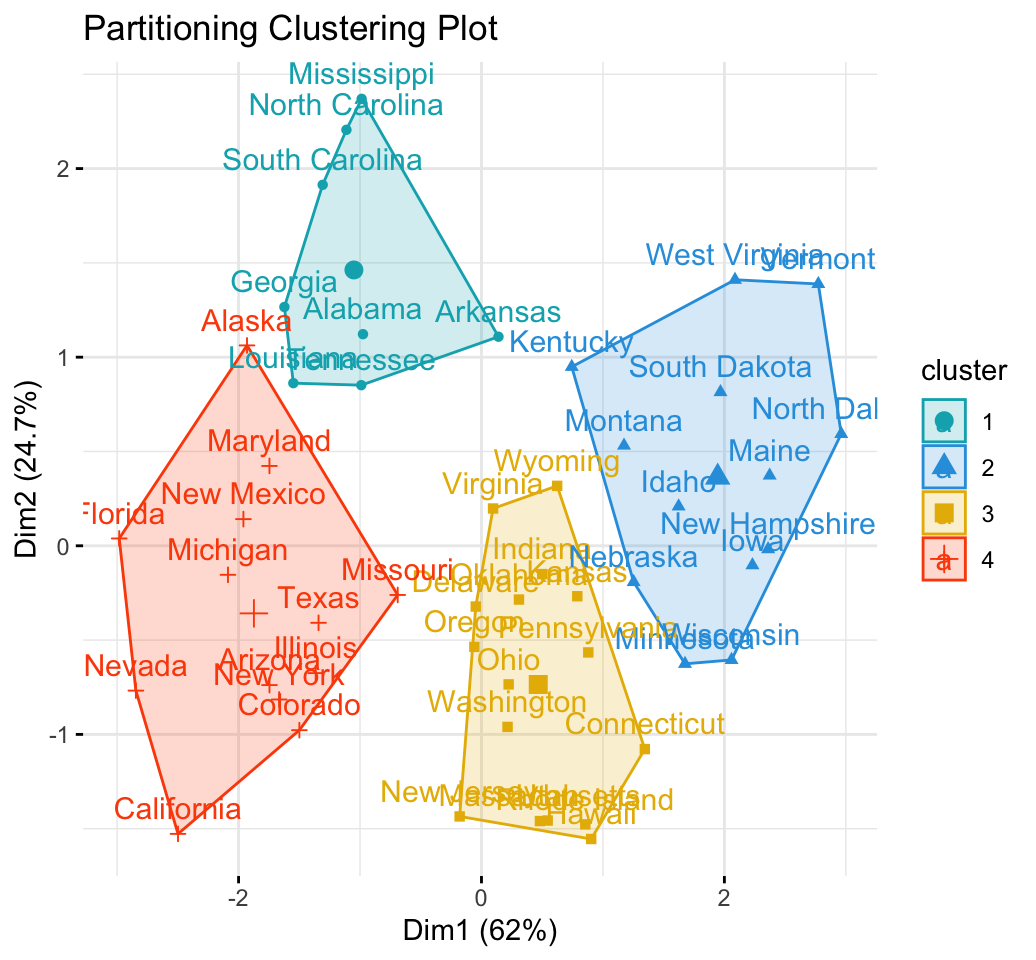 Partitioning Clustering Plot
Mississippi
North Carolina
South Carolina
Georgia
Alabama
Arkansas
Alaska
Louisiana
Tennessee
West Virginia
Vermont
Kentucky
South Dakota
North Dal
Montana
Maine
Idaho
New Hampshire
Iowa
Nebraska
Minnesota
Wisconsin
Wyoming
Virginia
Indiana
Kansas
Oklahoma
Delaware
Oregon
Pennsylvania
Ohio
Washington
Connecticut
New Jersey
Massachusetts
Utah
Rhode Island
Hawaii
Maryland
New Mexico
Florida
Michigan
Missouri
Texas
Illinois
Arizona
New York
Nevada
Colorado
California
2
1
0
-1
-2
0
2
Dim1 (62%)
Dim2 (24.7%)
cluster
a 1
a 2
a 3
a 4